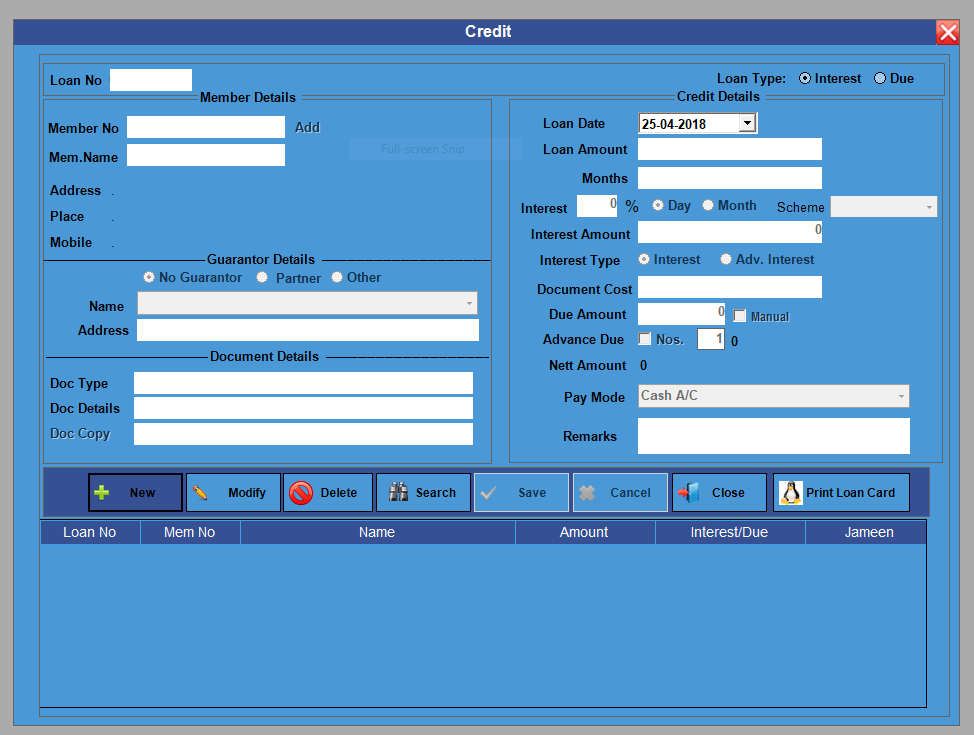 Credit
Loan No
Loan Type: Interest Due
Member Details
Member No Add
Mem.Name
Address .
Place .
Mobile .
Guarantor Details
No Guarantor Partner Other
Name
Address
Document Details
Doc Type
Doc Details
Doc Copy
Full-screen Snip
Credit Details
Loan Date 25-04-2018
Loan Amount
Months
Interest 0 % Day Month Scheme
Interest Amount 0
Interest Type Interest Adv. Interest
Document Cost
Due Amount 0 Manual
Advance Due Nos. 1 0
Nett Amount 0
Pay Mode Cash A/C
Remarks
New Modify Delete Search Save Cancel Close Print Loan Card
Loan No Mem No Name Amount Interest/Due Jameen